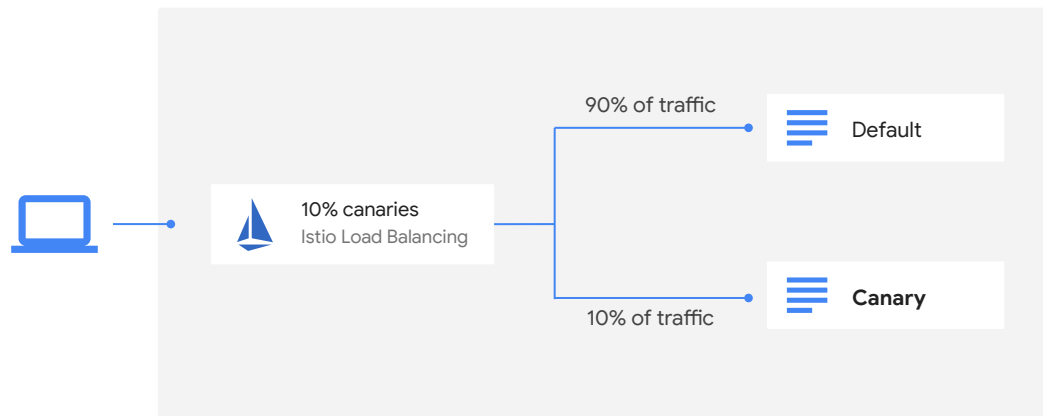 90% of traffic
Default
10% canaries
Istio Load Balancing
Canary
10% of traffic